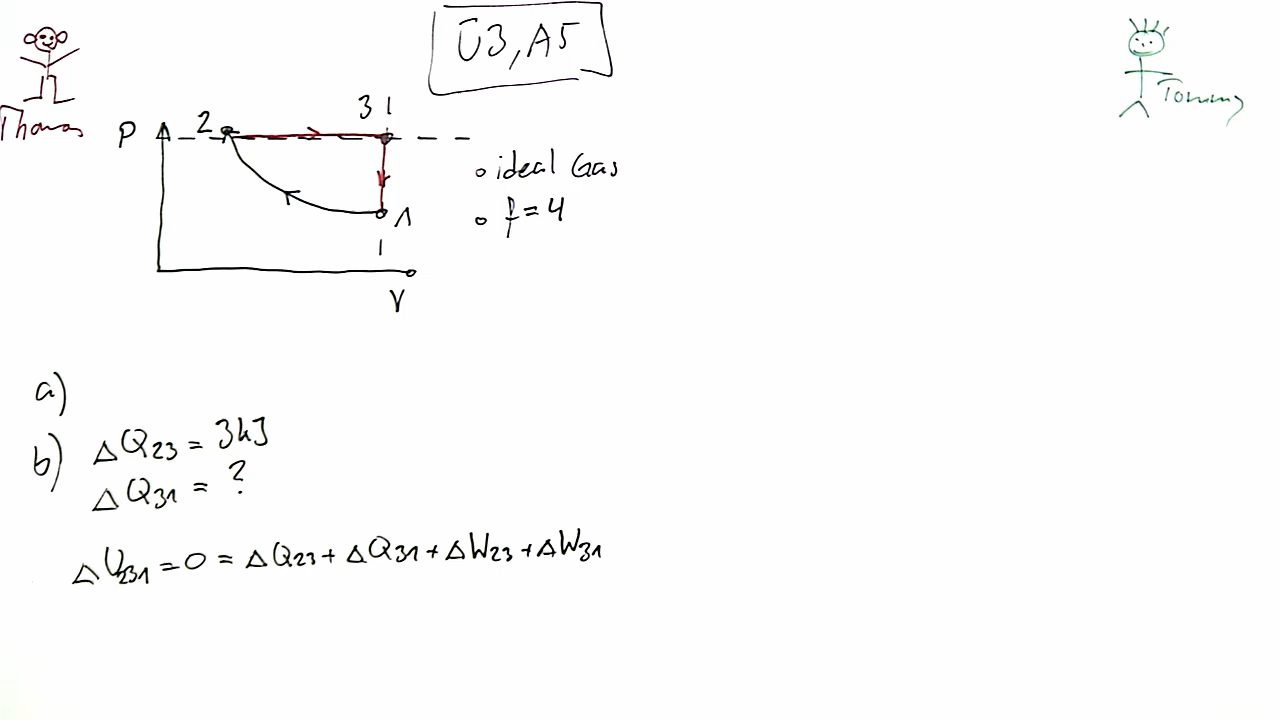 Ü3, A5
Thomas
Tommy
P
2
3
1
V
ideal Gas
f = 4
a)
b) ΔQ23 = 3kJ
ΔQ31 = ?
ΔU231 = 0 = ΔQ23 + ΔQ31 + ΔW23 + ΔW31